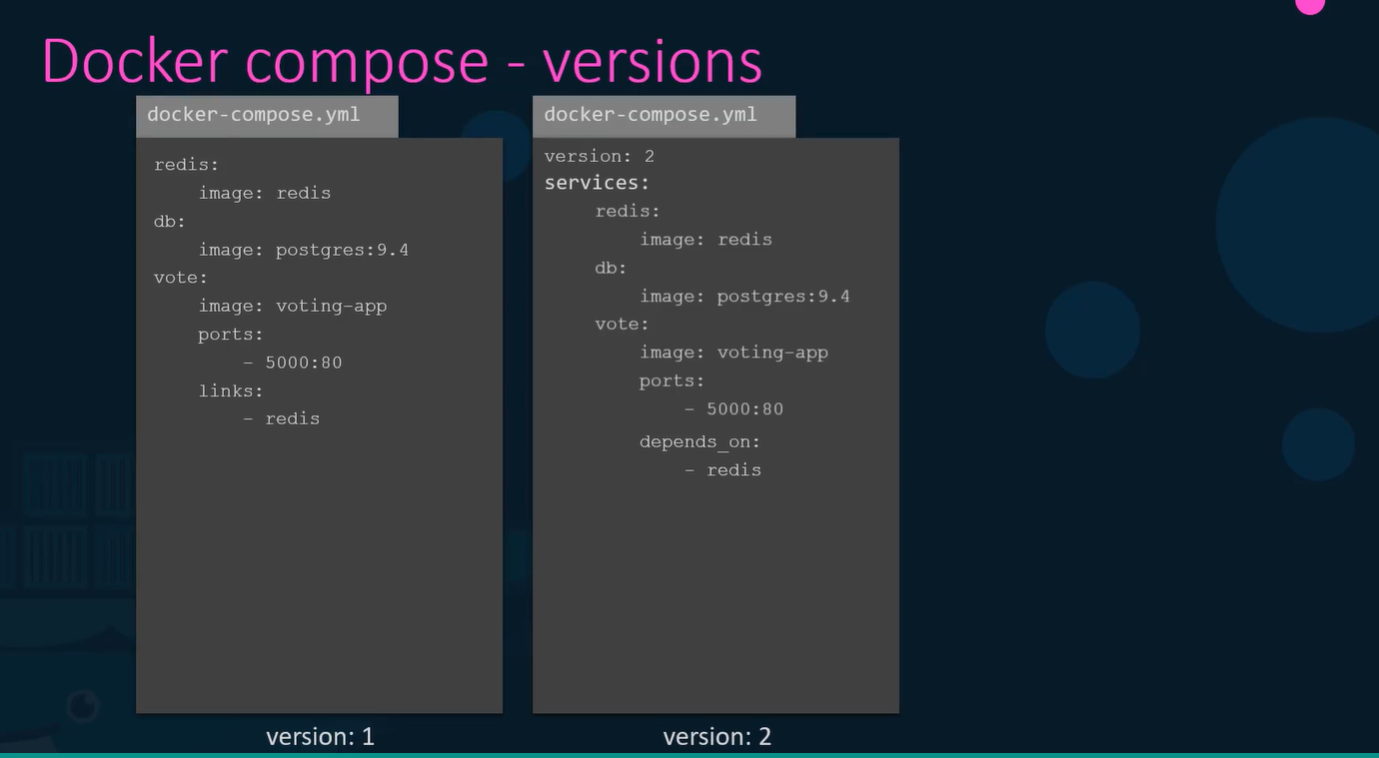 Docker compose - versions
docker-compose.yml
redis:
    image: redis
db:
    image: postgres:9.4
vote:
    image: voting-app
    ports:
        - 5000:80
    links:
        - redis
version: 1
docker-compose.yml
version: 2
services:
    redis:
        image: redis
    db:
        image: postgres:9.4
    vote:
        image: voting-app
        ports:
            - 5000:80
        depends_on:
            - redis
version: 2